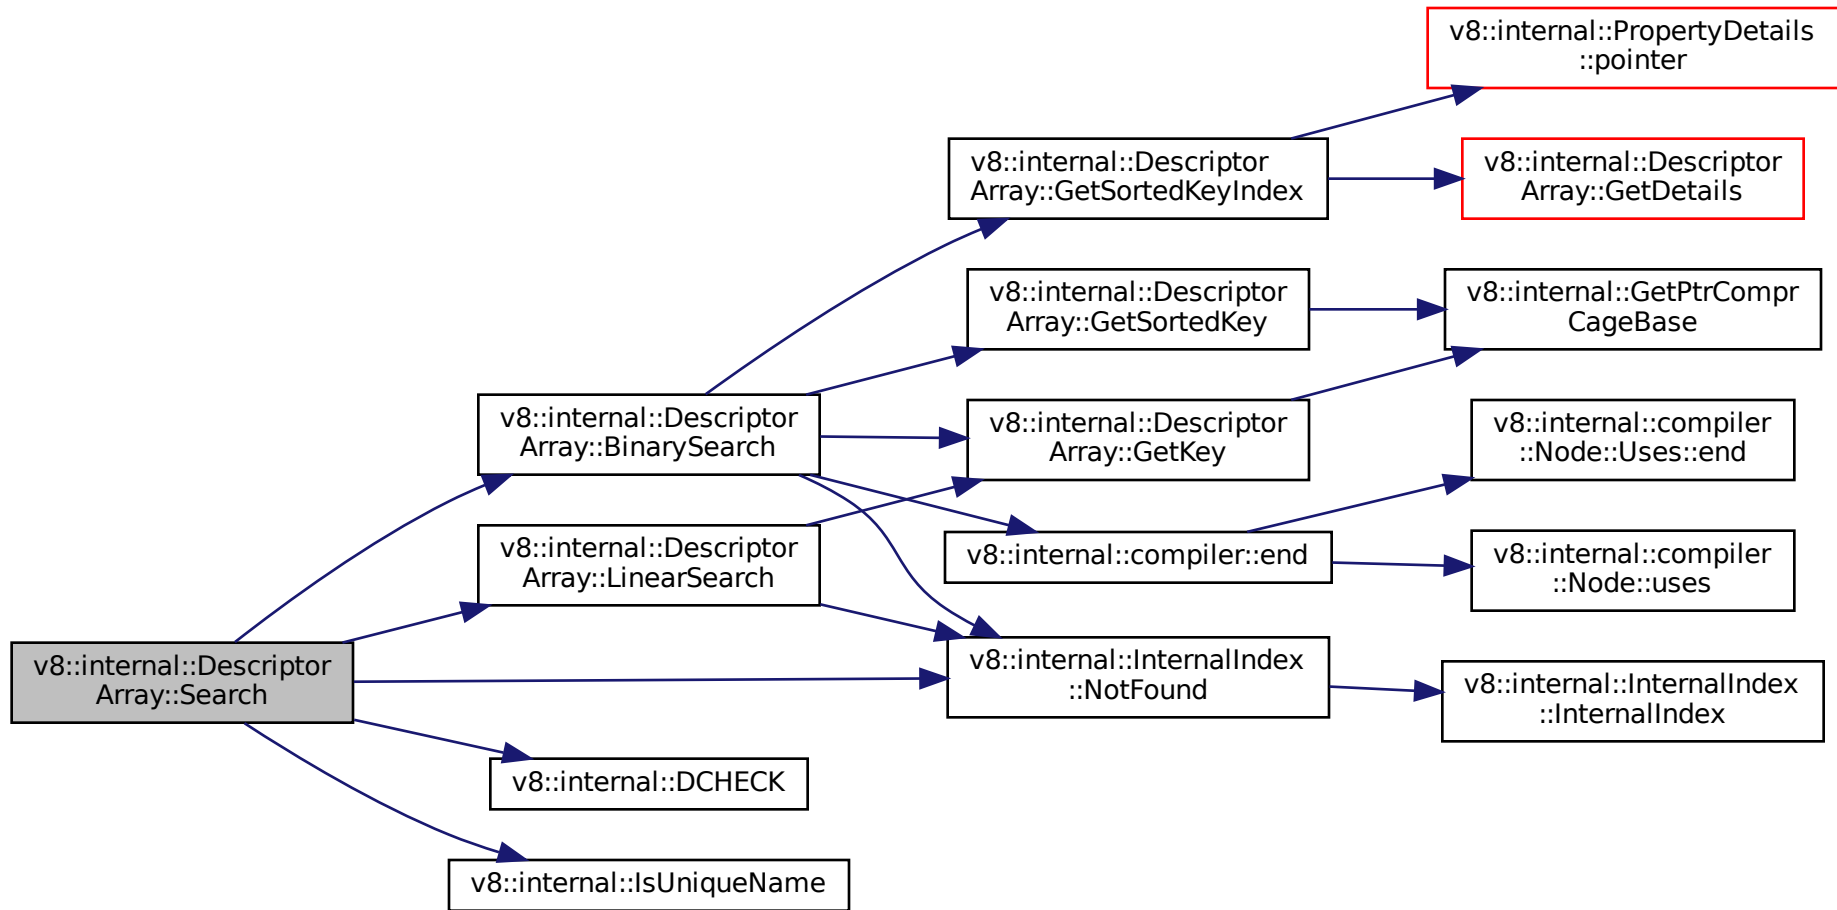 v8::internal::PropertyDetails
::pointer
v8::internal::Descriptor
Array::GetSortedKeyIndex
v8::internal::Descriptor
Array::GetDetails
v8::internal::Descriptor
Array::GetSortedKey
v8::internal::GetPtrCompr
CageBase
v8::internal::Descriptor
Array::BinarySearch
v8::internal::Descriptor
Array::GetKey
v8::internal::compiler
::Node::Uses::end
v8::internal::Descriptor
Array::LinearSearch
v8::internal::compiler::end
v8::internal::compiler
::Node::uses
v8::internal::Descriptor
Array::Search
v8::internal::InternalIndex
::NotFound
v8::internal::InternalIndex
::InternalIndex
v8::internal::DCHECK
v8::internal::IsUniqueName